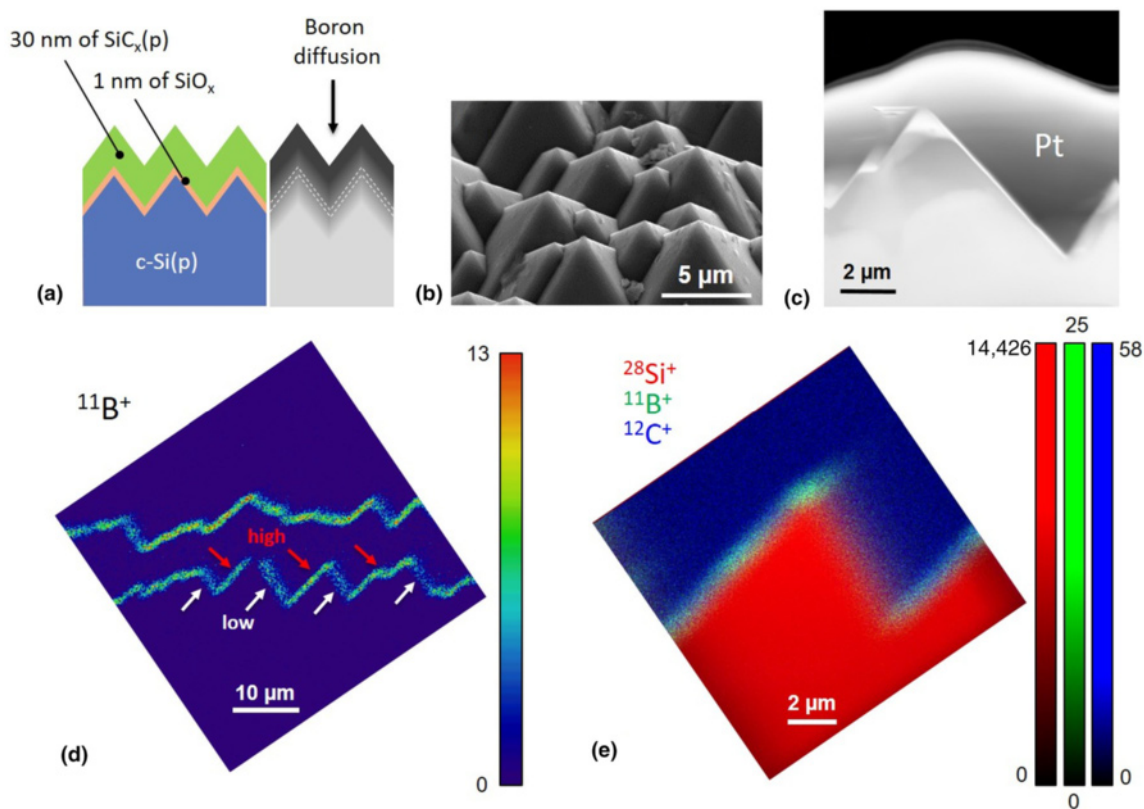 30 nm of SiCₓ(p)
1 nm of SiOₓ
Boron
diffusion
c-Si(p)
(a)
5 µm
(b)
Pt
2 µm
(c)
¹¹B⁺
high
low
10 µm
13
0
(d)
²⁸Si⁺
¹¹B⁺
¹²C⁺
2 µm
25
14,426
58
0
0
0
(e)